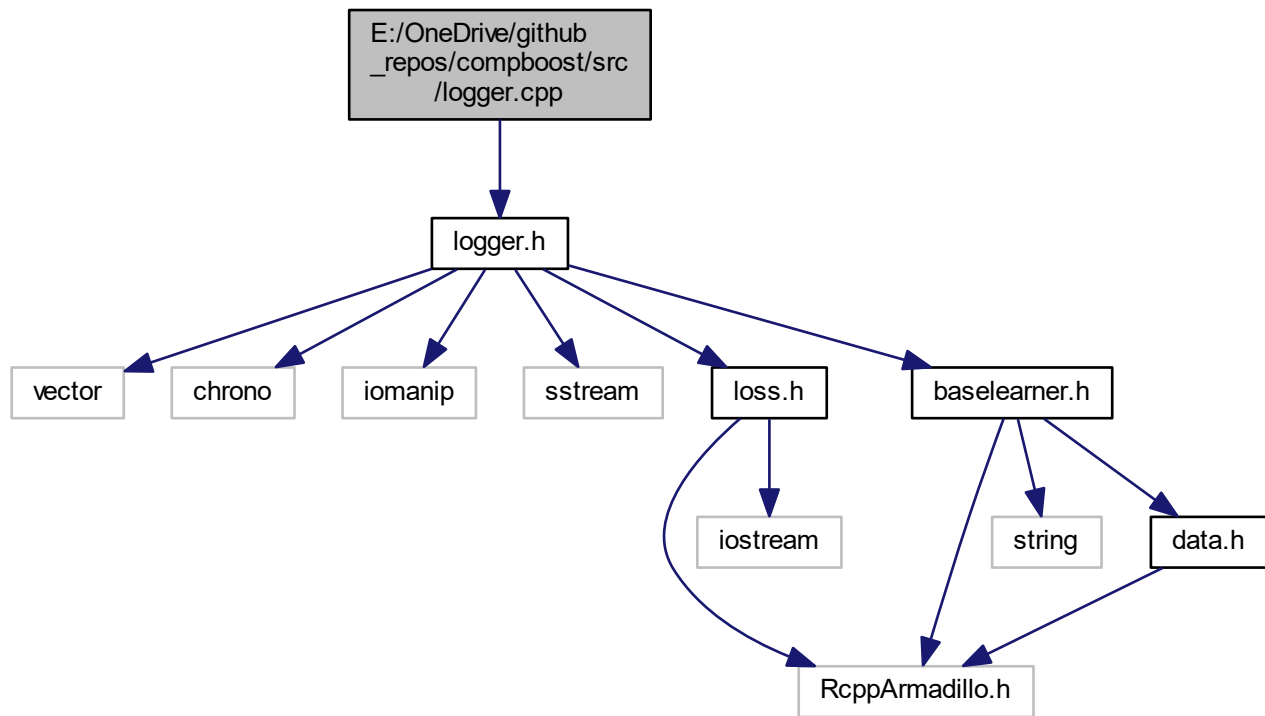 E:/OneDrive/github
_repos/compboost/src
/logger.cpp
logger.h
vector
chrono
iomanip
sstream
loss.h
baselearner.h
iostream
string
data.h
RcppArmadillo.h